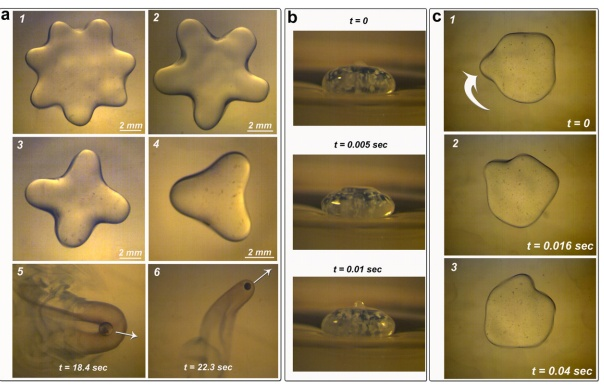 a
1
2
2 mm
2 mm
3
4
2 mm
2 mm
5
6
t = 18.4 sec
t = 22.3 sec
b
t = 0
t = 0.005 sec
t = 0.01 sec
c
1
t = 0
2
t = 0.016 sec
3
t = 0.04 sec